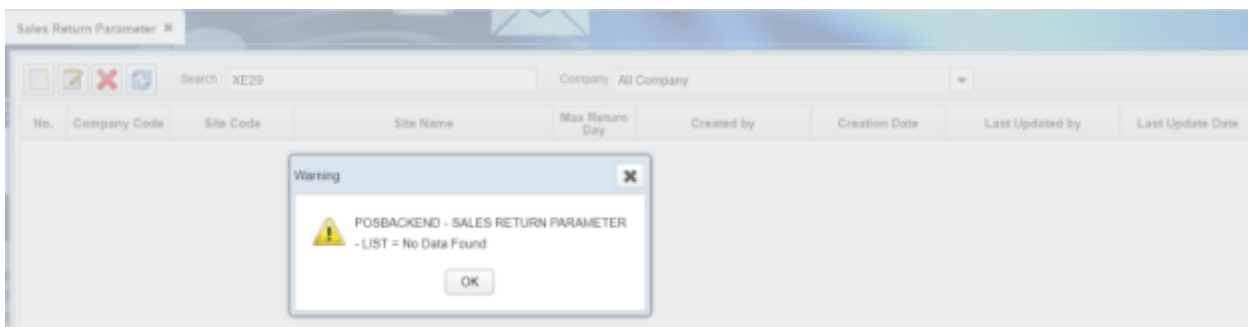 Sales Return Parameter
Search XE29 Company All Company
No. Company Code Site Code Site Name Max Return Day Created by Creation Date Last Updated by Last Update Date
Warning
POSBACKEND - SALES RETURN PARAMETER
- LIST = No Data Found
OK